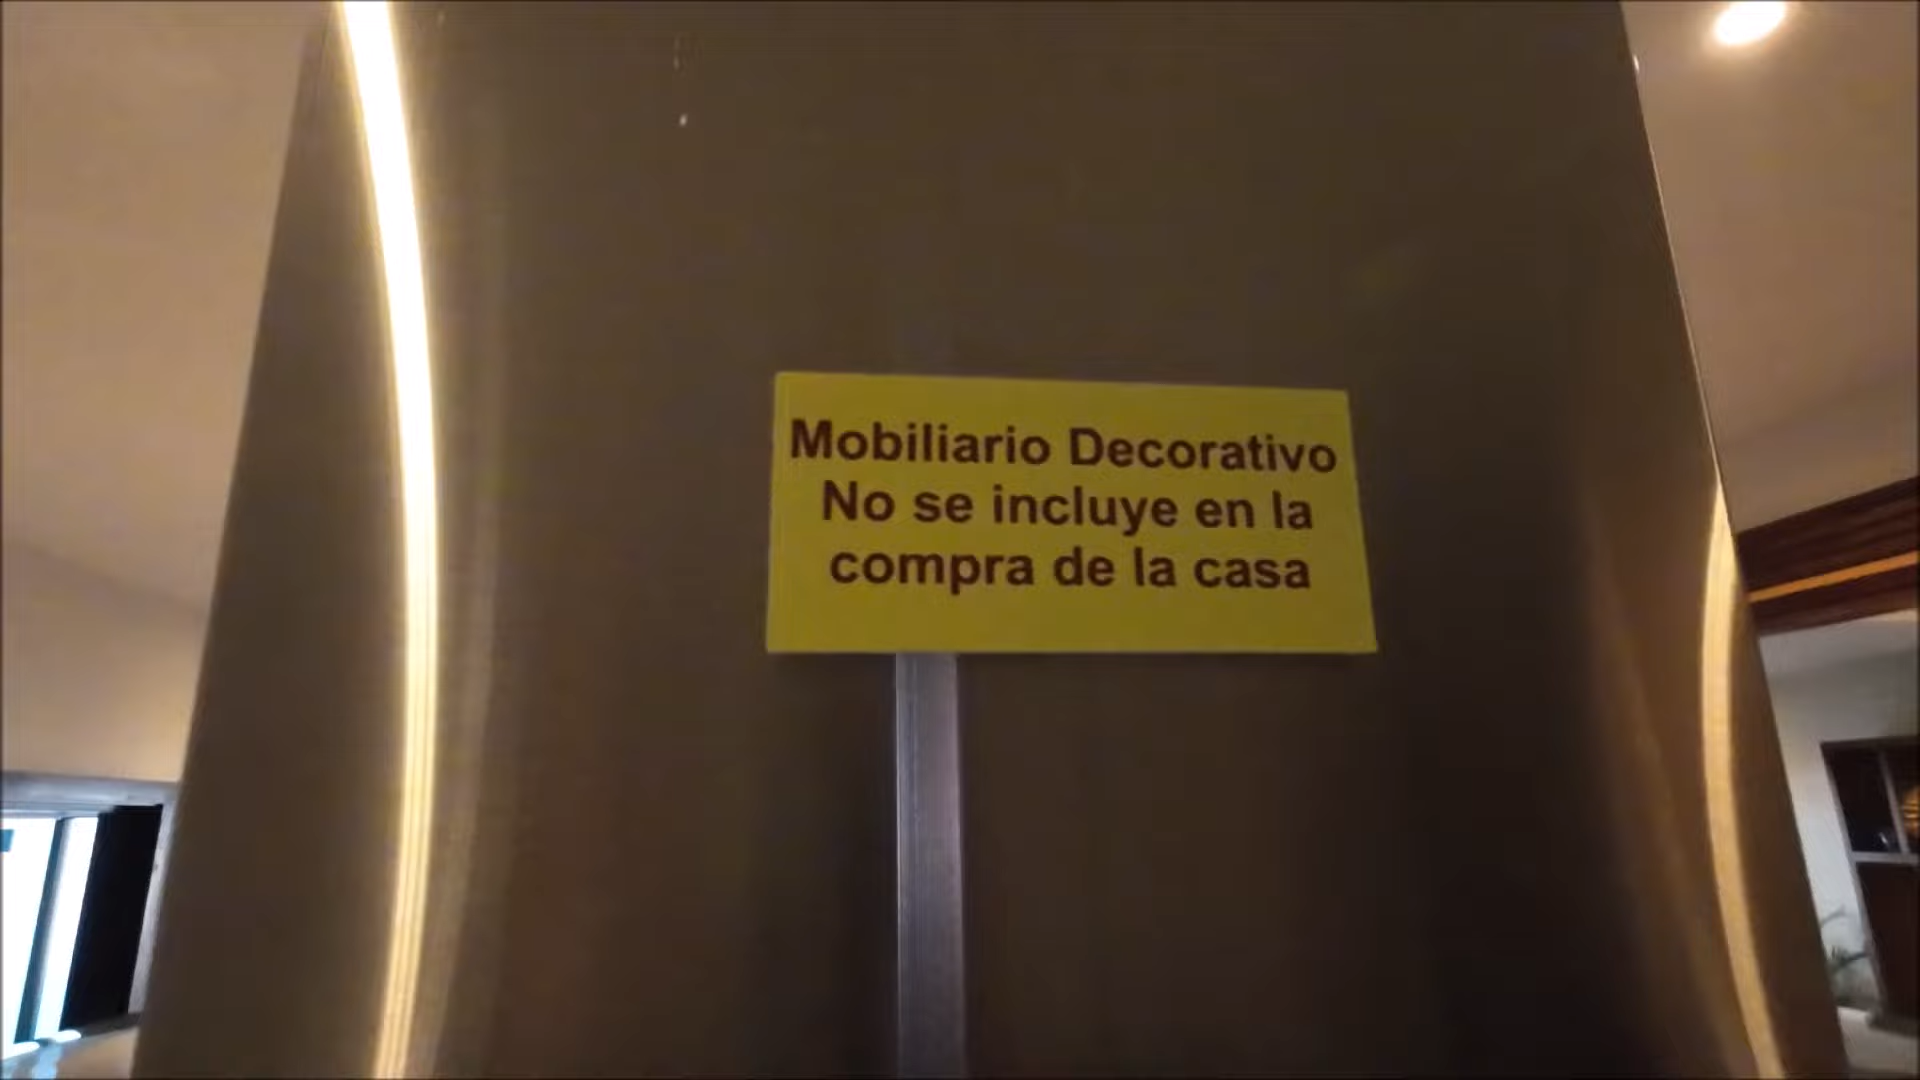 Mobiliario Decorativo
No se incluye en la
compra de la casa